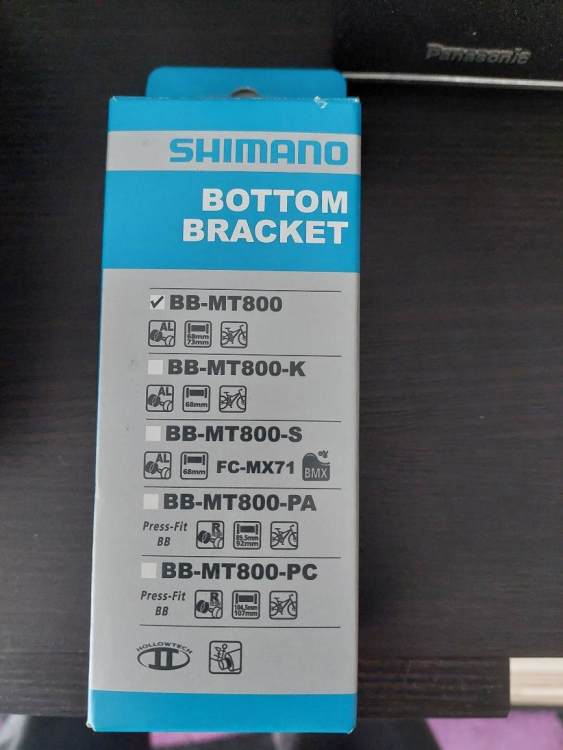 Panasonic
SHIMANO
BOTTOM
BRACKET
BB-MT800
AL
68mm
73mm
BB-MT800-K
AL
68mm
BB-MT800-S
AL
68mm
FC-MX71
BMX
BB-MT800-PA
Press-Fit
BB
R
89.5mm
92mm
BB-MT800-PC
Press-Fit
BB
R
104.5mm
107mm
HOLLOWTECH
II